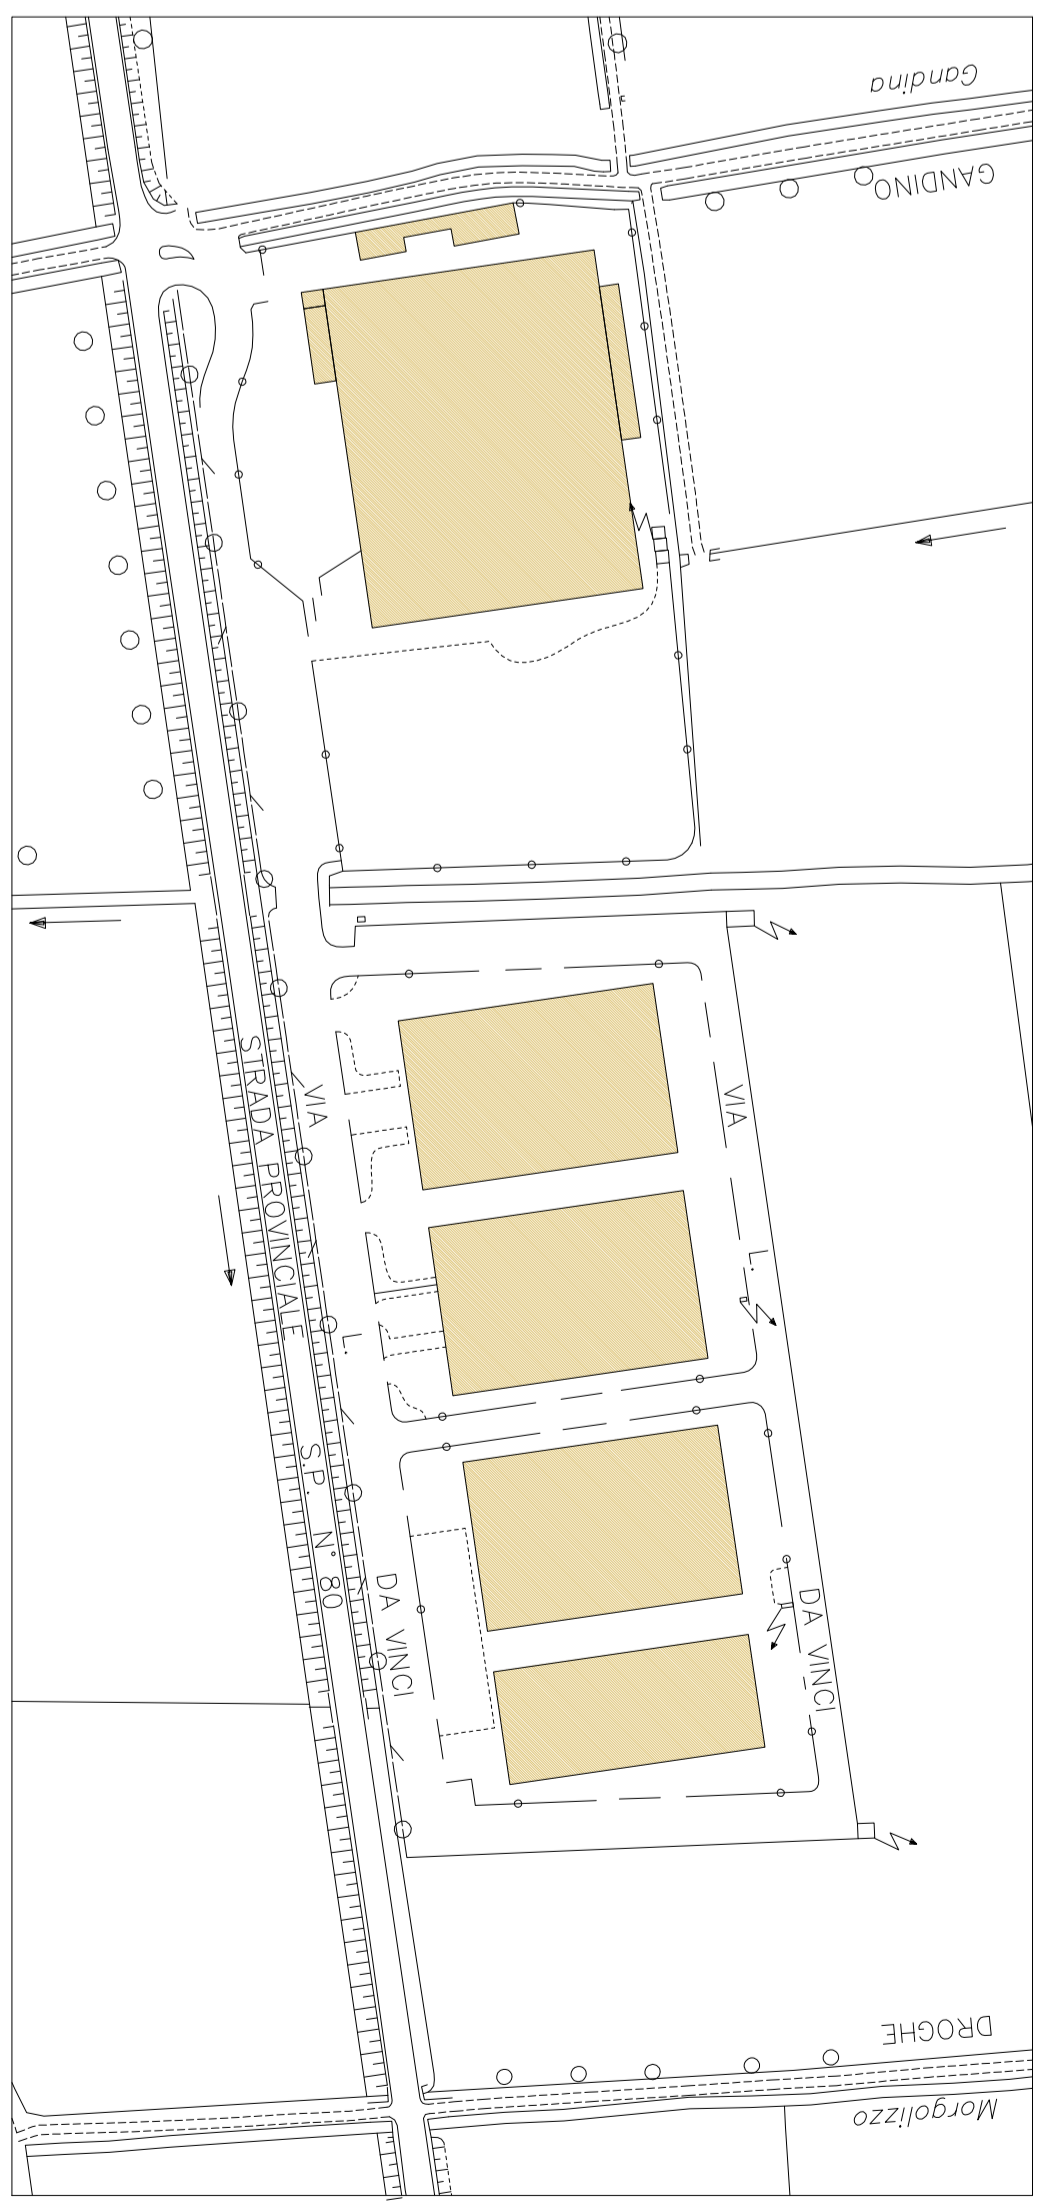 Gandina
GANDINO
STRADA PROVINCIALE S.P. N° 80
VIA L. DA VINCI
VIA L. DA VINCI
DROGHE
Morgolizzo